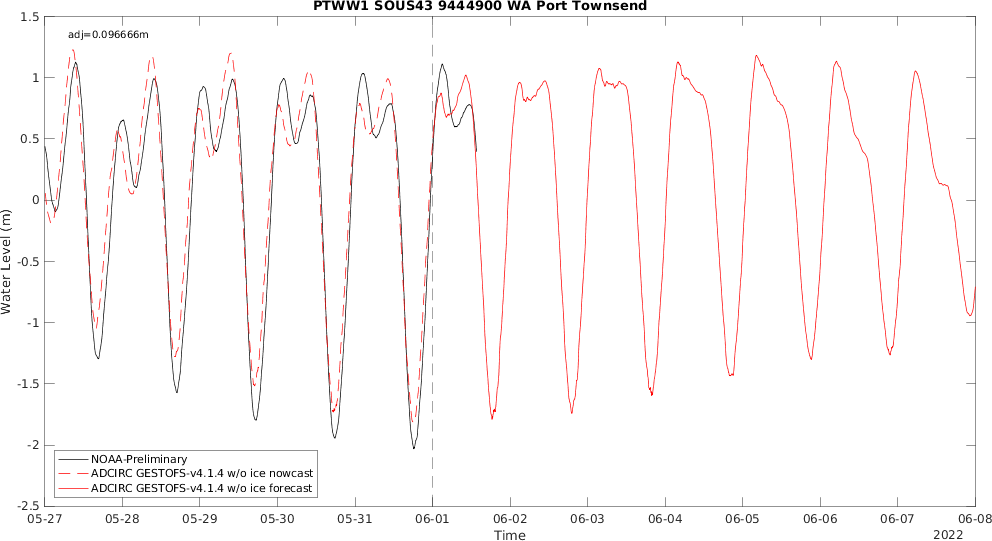 PTWW1 SOUS43 9444900 WA Port Townsend
adj=0.096666m
1.5
1
0.5
0
-0.5
-1
-1.5
-2
-2.5
Water Level (m)
NOAA-Preliminary
ADCIRC GESTOFS-v4.1.4 w/o ice nowcast
ADCIRC GESTOFS-v4.1.4 w/o ice forecast
05-27 05-28 05-29 05-30 05-31 06-01 06-02 06-03 06-04 06-05 06-06 06-07 06-08
Time
2022